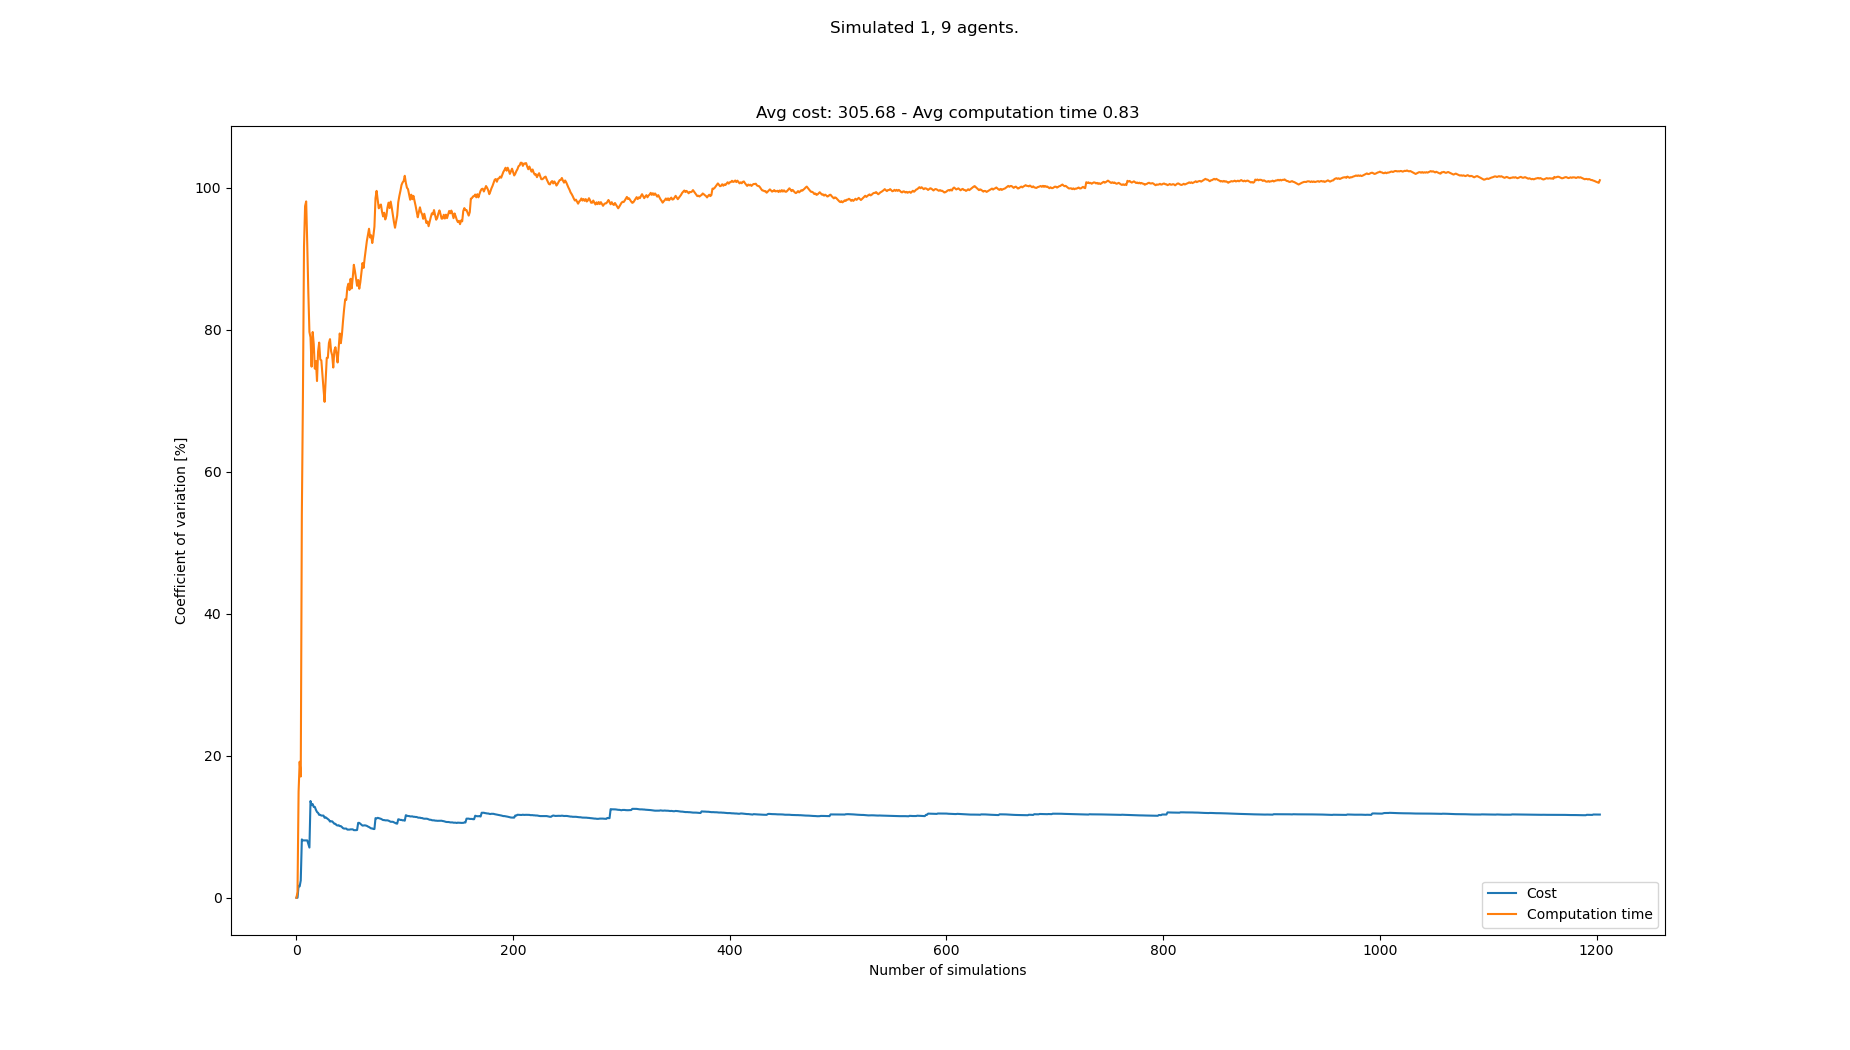 Simulated 1, 9 agents.
Avg cost: 305.68 - Avg computation time 0.83
Coefficient of variation [%]
100
80
60
40
20
0
0 200 400 600 800 1000 1200
Number of simulations
Cost
Computation time